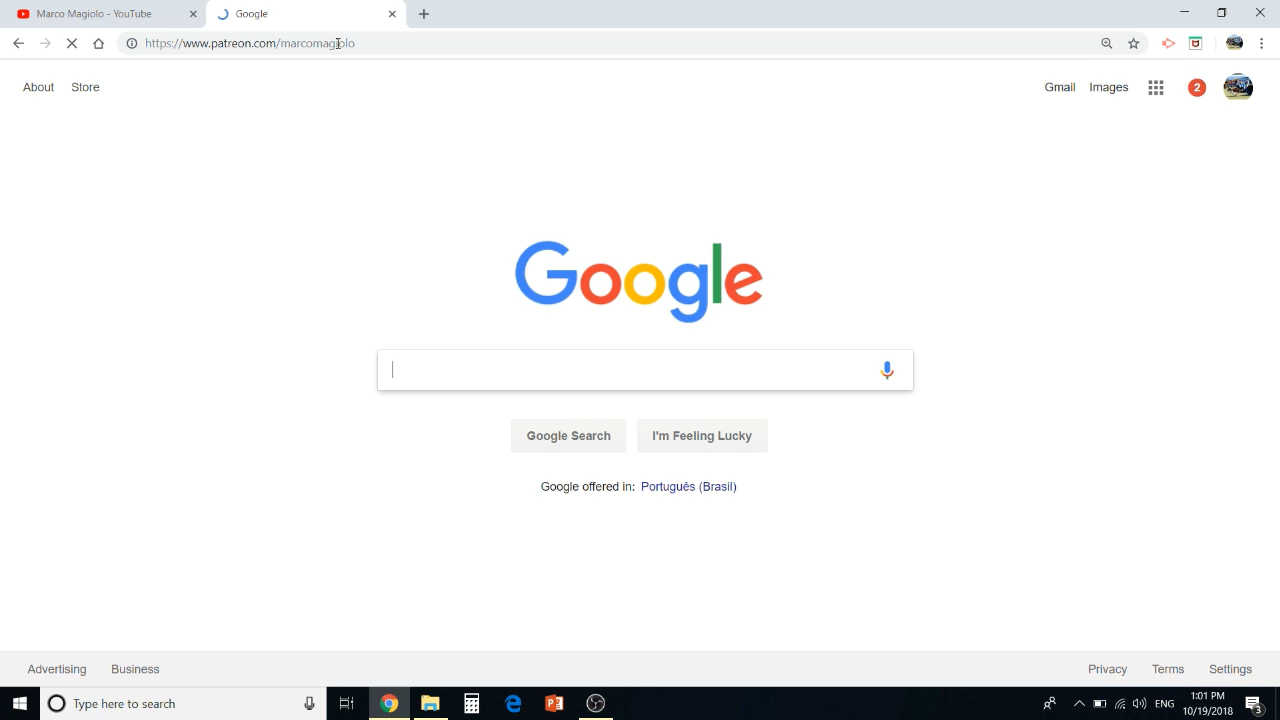 Marco Magiolo - YouTube
Google
https://www.patreon.com/marcomagiolo
About Store
Gmail Images 2
Google
Google Search I'm Feeling Lucky
Google offered in: Português (Brasil)
Advertising Business
Privacy Terms Settings
Type here to search
ENG
1:01 PM
10/19/2018
3